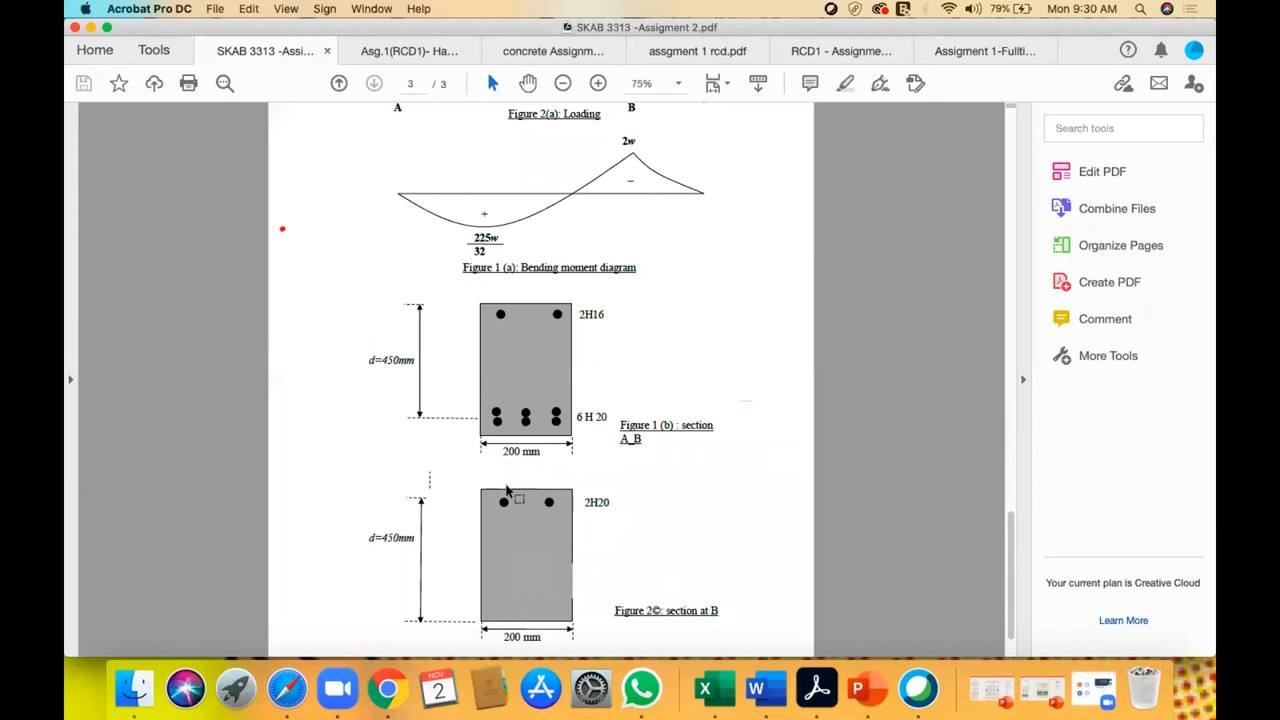 Acrobat Pro DC File Edit View Sign Window Help 79% Mon 9:30 AM
SKAB 3313 -Assigment 2.pdf
Home Tools SKAB 3313 -Assi... × Asg.1(RCD1)- Ha... concrete Assignm... assgment 1 rcd.pdf RCD1 - Assignme... Assigment 1-Fullti...
3 / 3 75%
A B
Figure 2(a): Loading
Search tools
2w
Edit PDF
–
Combine Files
+
225w
32
Organize Pages
Figure 1 (a): Bending moment diagram
Create PDF
2H16
Comment
d=450mm
More Tools
6 H 20
Figure 1 (b) : section
A_B
200 mm
2H20
d=450mm
Your current plan is Creative Cloud
Figure 2©: section at B
Learn More
200 mm
NOV
2